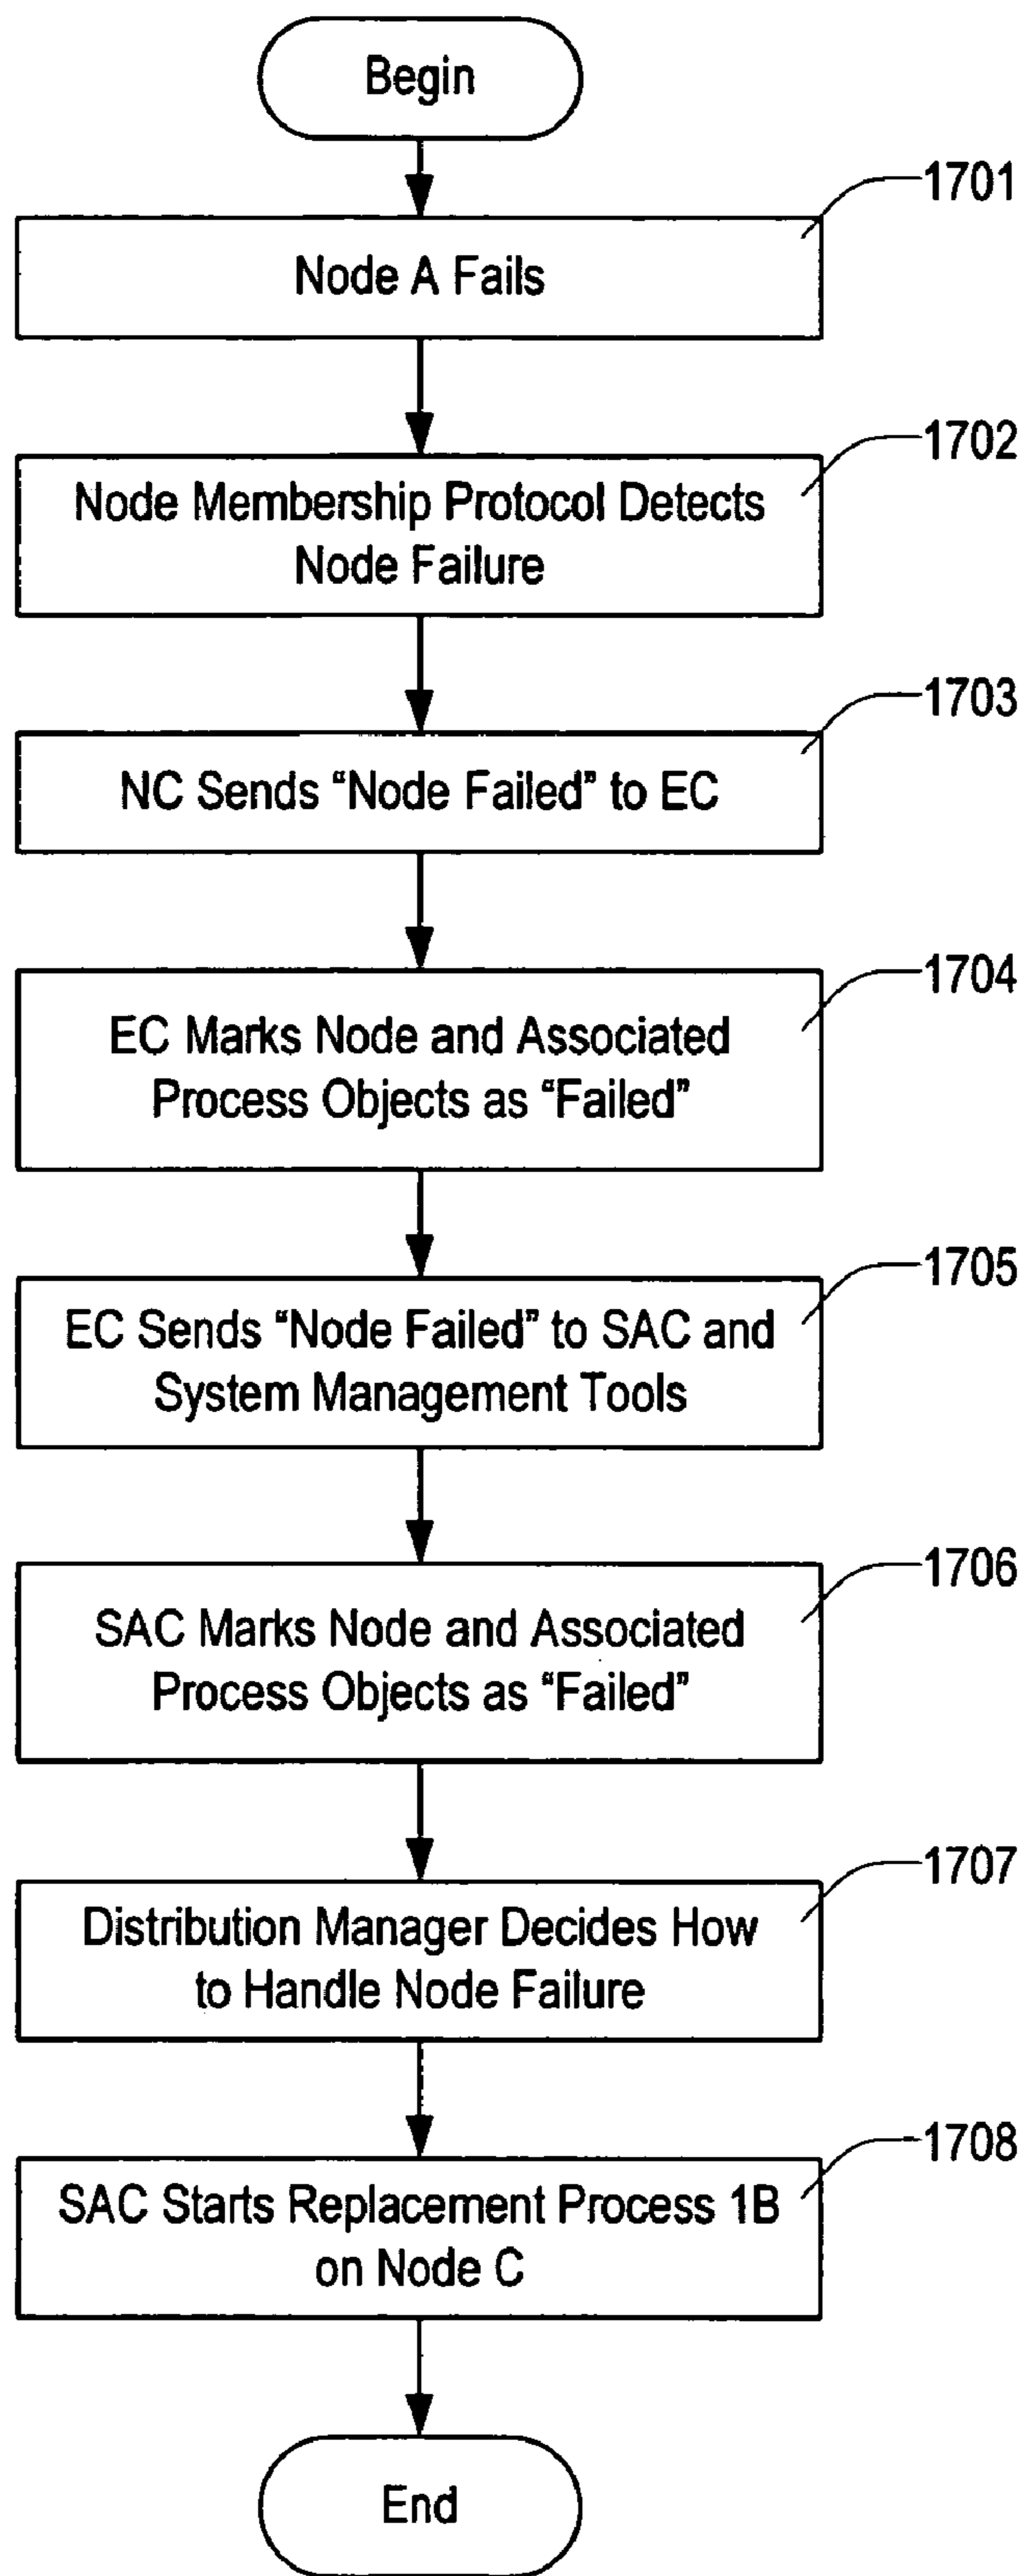 Begin
1701
Node A Fails
1702
Node Membership Protocol Detects
Node Failure
1703
NC Sends “Node Failed” to EC
1704
EC Marks Node and Associated
Process Objects as “Failed”
1705
EC Sends “Node Failed” to SAC and
System Management Tools
1706
SAC Marks Node and Associated
Process Objects as “Failed”
1707
Distribution Manager Decides How
to Handle Node Failure
1708
SAC Starts Replacement Process 1B
on Node C
End